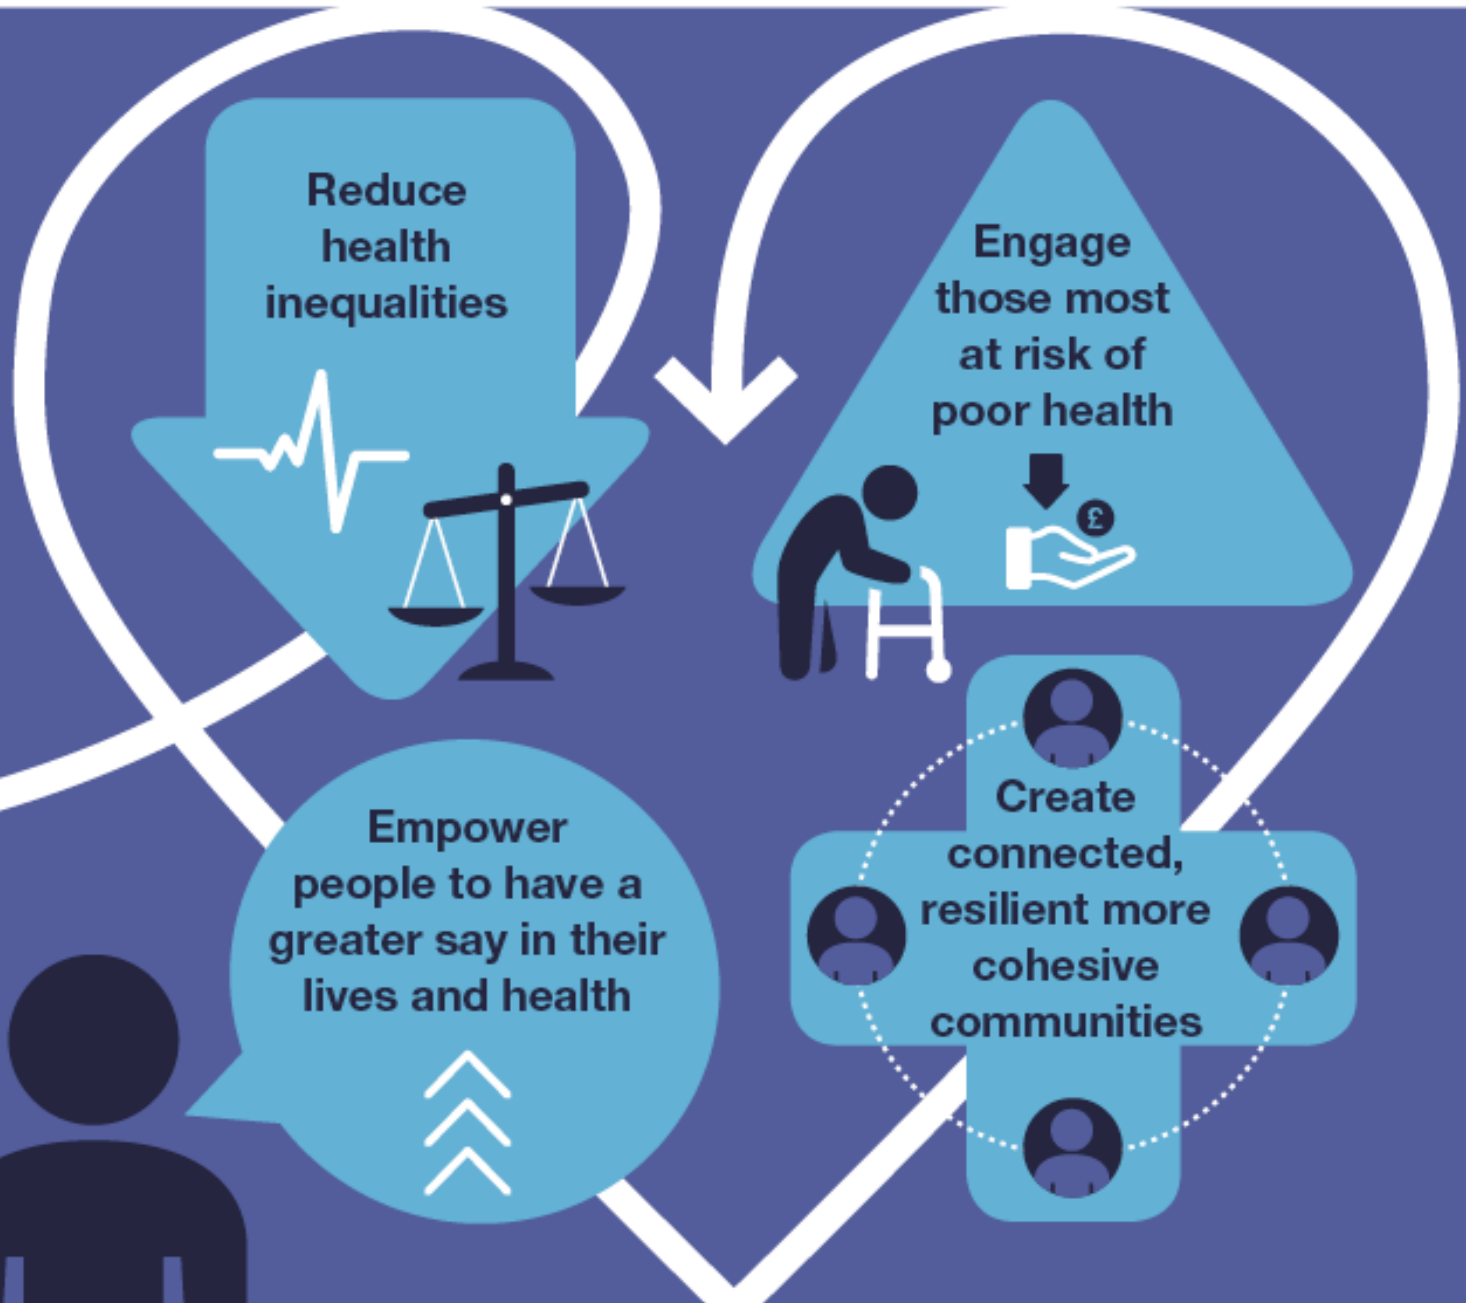 Reduce
health
inequalities
Engage
those most
at risk of
poor health
£
Empower
people to have a
greater say in their
lives and health
Create
connected,
resilient more
cohesive
communities